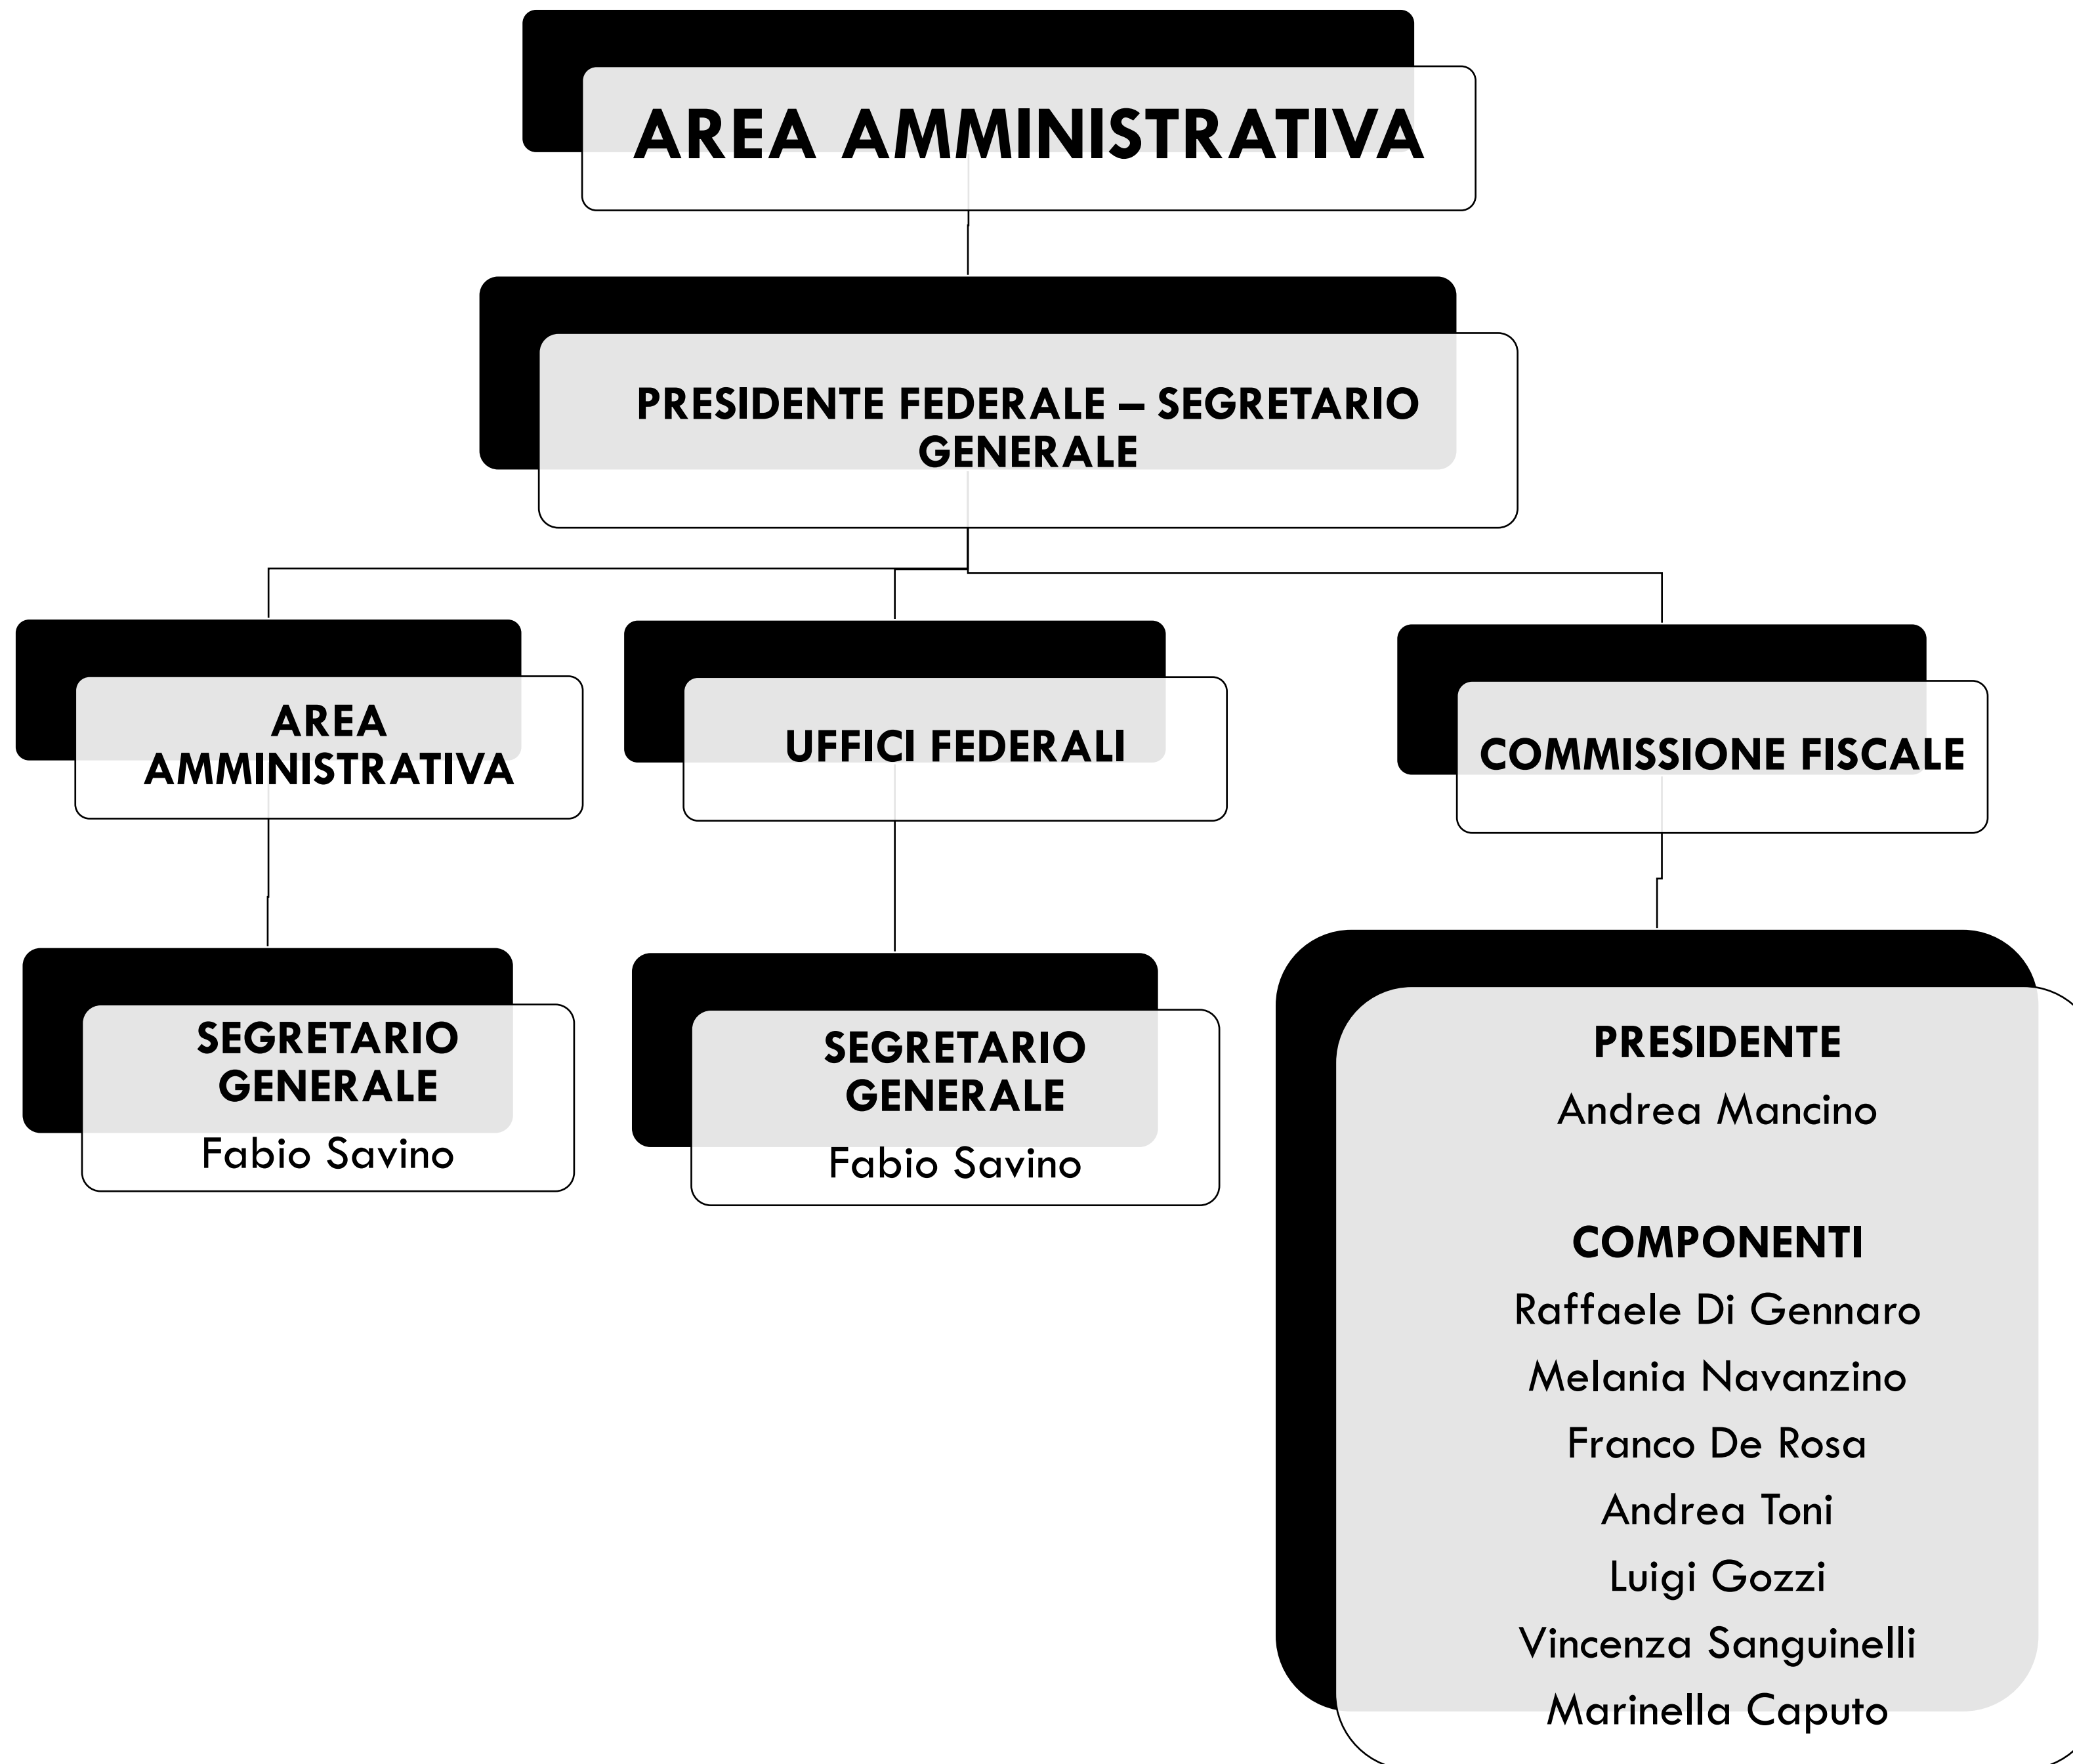 AREA AMMINISTRATIVA
PRESIDENTE FEDERALE – SEGRETARIO
GENERALE
AREA
AMMINISTRATIVA
UFFICI FEDERALI
COMMISSIONE FISCALE
SEGRETARIO
GENERALE
Fabio Savino
SEGRETARIO
GENERALE
Fabio Savino
PRESIDENTE
Andrea Mancino
COMPONENTI
Raffaele Di Gennaro
Melania Navanzino
Franco De Rosa
Andrea Toni
Luigi Gozzi
Vincenza Sanguinelli
Marinella Caputo